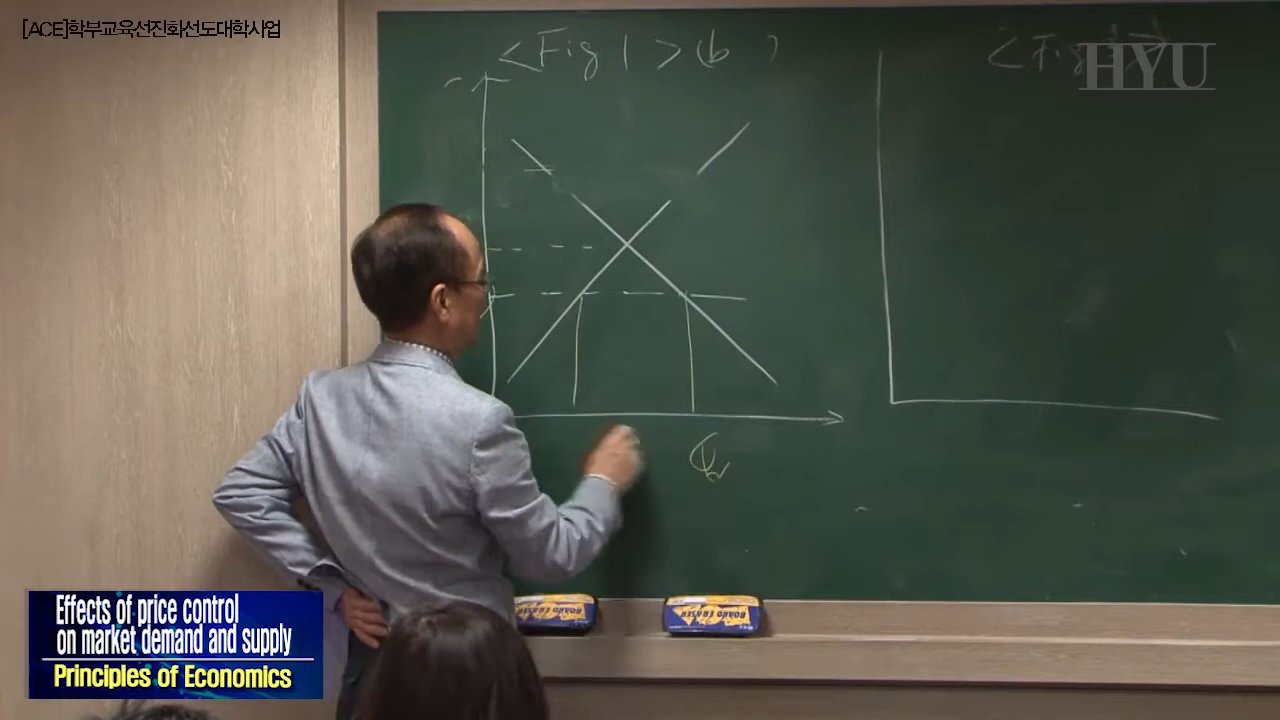 [ACE]학부교육선진화선도대학사업
<Fig 1> (b )
<Fig
HYU
BOARD ERASER
BOARD ERASER
Effects of price control
on market demand and supply
Principles of Economics